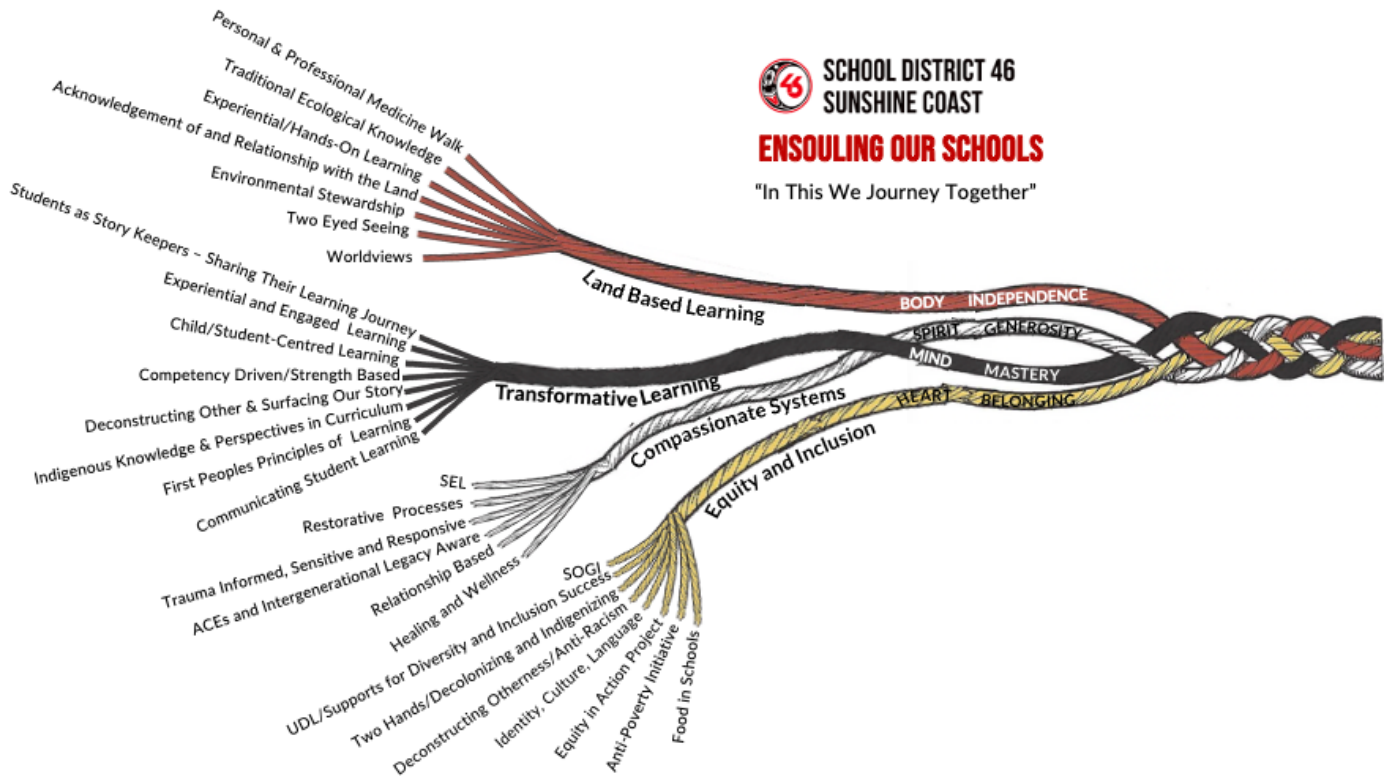 46
SCHOOL DISTRICT 46
SUNSHINE COAST
ENSOULING OUR SCHOOLS
“In This We Journey Together”
Personal & Professional Medicine Walk
Traditional Ecological Knowledge
Experiential/Hands-On Learning
Acknowledgement of and Relationship with the Land
Environmental Stewardship
Two Eyed Seeing
Worldviews
Land Based Learning
BODY INDEPENDENCE
Students as Story Keepers – Sharing Their Learning Journey
Experiential and Engaged Learning
Child/Student-Centred Learning
Competency Driven/Strength Based
Deconstructing Other & Surfacing Our Story
Indigenous Knowledge & Perspectives in Curriculum
First Peoples Principles of Learning
Communicating Student Learning
Transformative Learning
MIND MASTERY
SEL
Restorative Processes
Trauma Informed, Sensitive and Responsive
ACEs and Intergenerational Legacy Aware
Relationship Based
Healing and Wellness
Compassionate Systems
SPIRIT GENEROSITY
SOGI
UDL/Supports for Diversity and Inclusion Success
Two Hands/Decolonizing and Indigenizing
Deconstructing Otherness/Anti-Racism
Identity, Culture, Language
Equity in Action Project
Anti-Poverty Initiative
Food in Schools
Equity and Inclusion
HEART BELONGING